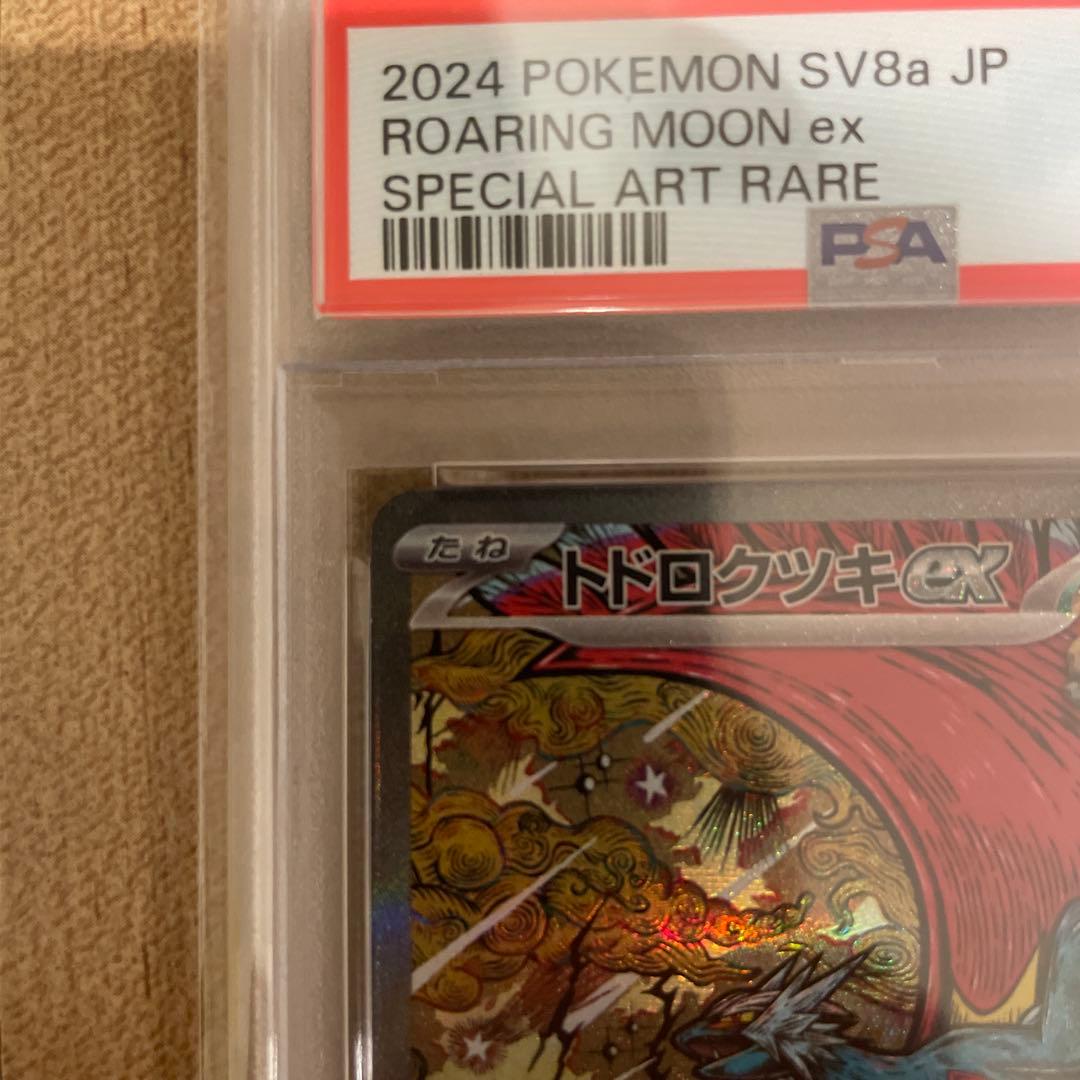 2024 POKEMON SV8a JP
ROARING MOON ex
SPECIAL ART RARE
PSA
たね トドロクツキex